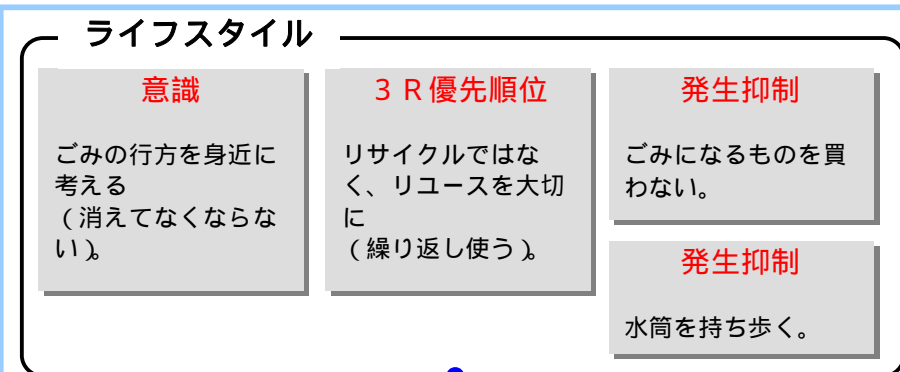 ライフスタイル
意識
ごみの行方を身近に
考える
（消えてなくならな
い）。
３Ｒ優先順位
リサイクルではな
く、リユースを大切
に
（繰り返し使う）。
発生抑制
ごみになるものを買
わない。
発生抑制
水筒を持ち歩く。